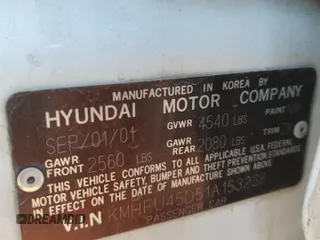 MANUFACTURED IN KOREA BY
HYUNDAI MOTOR COMPANY
SEP/01/01 GVWR 4540 LBS PAINT
GAWR FRONT 2560 LBS GAWR REAR 2080 LBS TRIM
THIS VEHICLE CONFORMS TO ALL APPLICABLE U.S.A. FEDERAL
MOTOR VEHICLE SAFETY, BUMPER, AND THEFT PREVENTION STANDARDS
IN EFFECT ON THE DATE OF MANUFACTURE SHOWN ABOVE.
V.I.N
PASSENGER CAR
DREAMBID